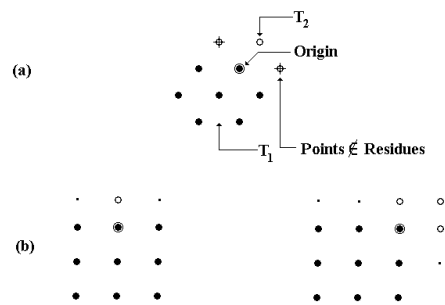 T2
Origin
(a)
T1
Points ∉ Residues
(b)